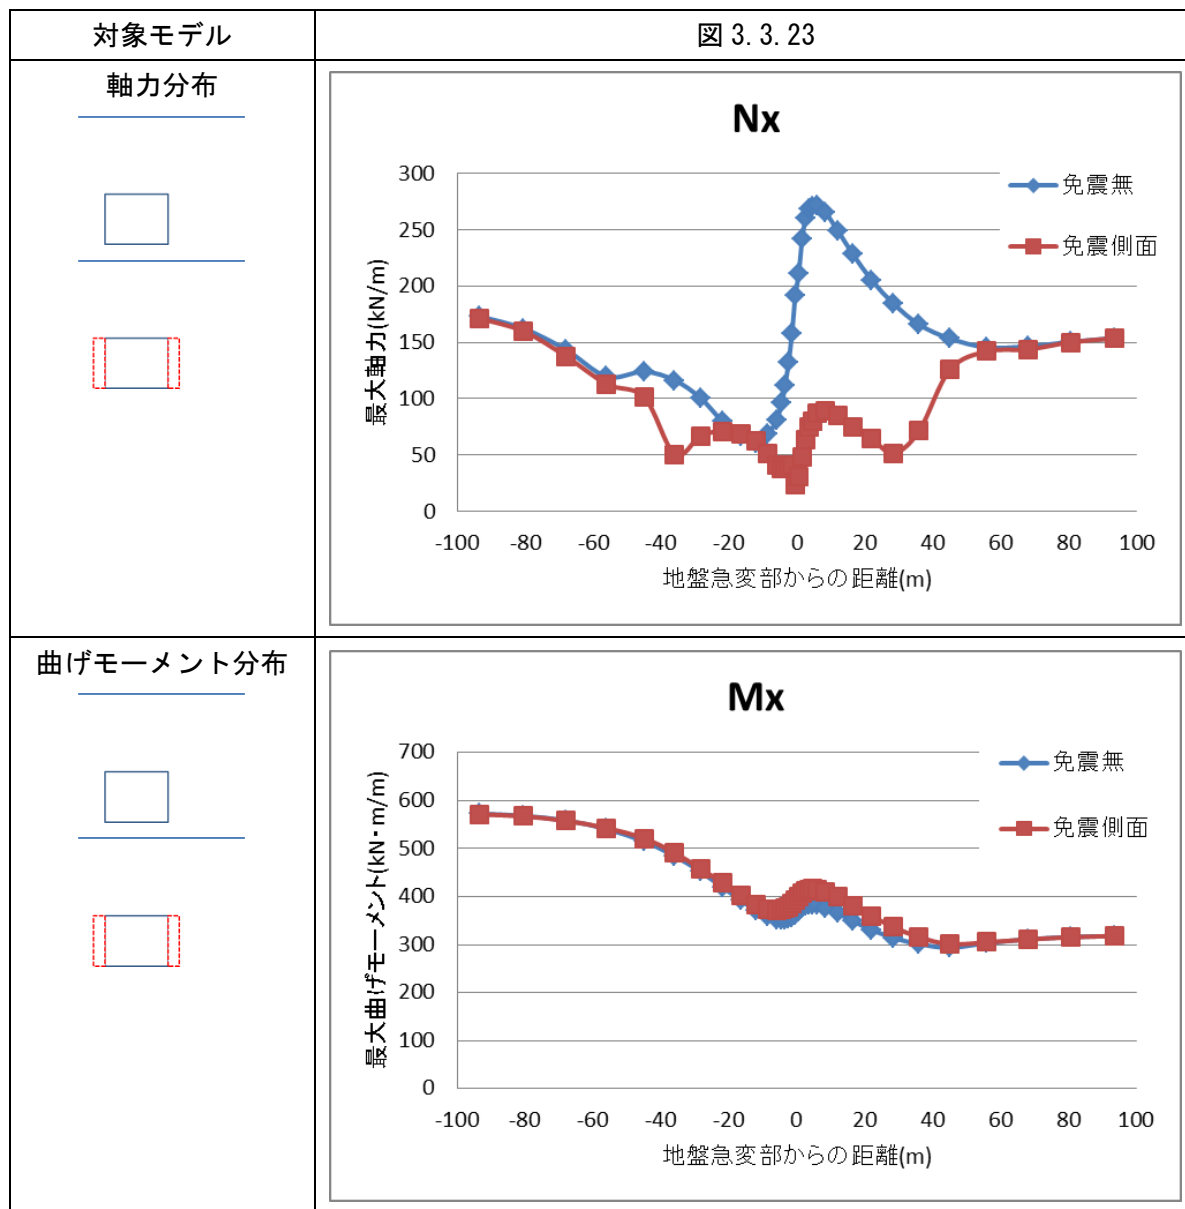 対象モデル
図 3.3.23
軸力分布
Nx
最大軸力(kN/m)
300
250
200
150
100
50
0
-100 -80 -60 -40 -20 0 20 40 60 80 100
地盤急変部からの距離(m)
免震無
免震側面
曲げモーメント分布
Mx
最大曲げモーメント(kN・m/m)
700
600
500
400
300
200
100
0
-100 -80 -60 -40 -20 0 20 40 60 80 100
地盤急変部からの距離(m)
免震無
免震側面